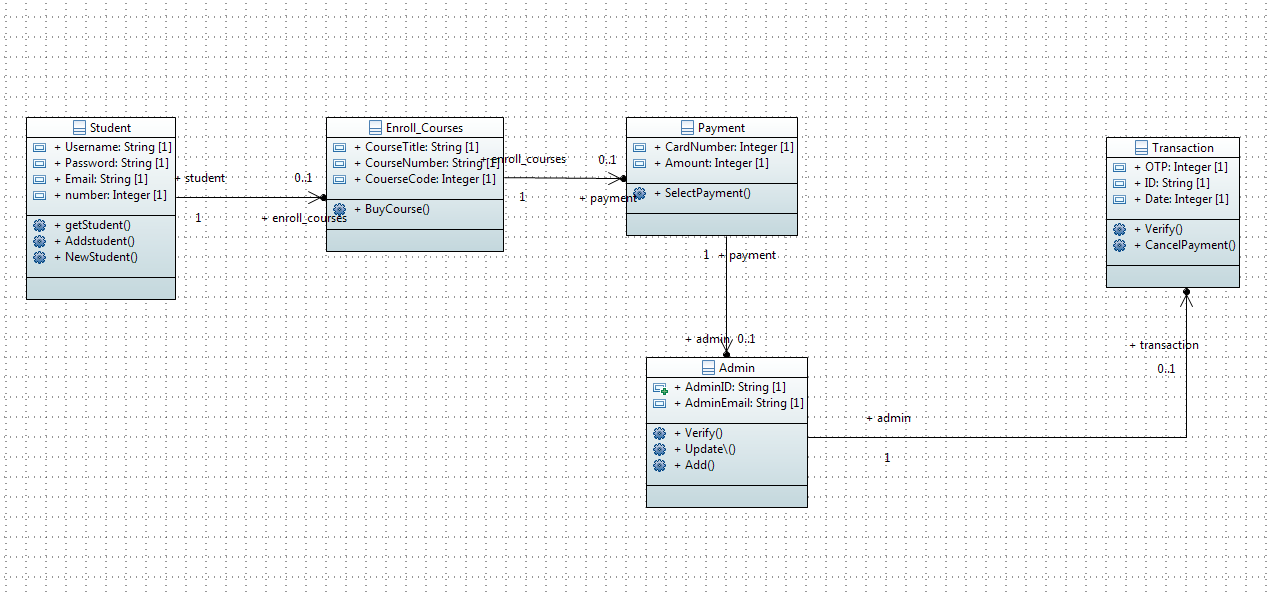 Student
+ Username: String [1]
+ Password: String [1]
+ Email: String [1]
+ number: Integer [1]
+ getStudent()
+ Addstudent()
+ NewStudent()
+ student
1
0..1
+ enroll_courses
Enroll_Courses
+ CourseTitle: String [1]
+ CourseNumber: String [1]
+ CouerseCode: Integer [1]
+ BuyCourse()
+ enroll_courses
1
0..1
+ payment
Payment
+ CardNumber: Integer [1]
+ Amount: Integer [1]
+ SelectPayment()
1
+ payment
+ admin
0..1
Admin
+ AdminID: String [1]
+ AdminEmail: String [1]
+ Verify()
+ Update\()
+ Add()
+ admin
1
+ transaction
0..1
Transaction
+ OTP: Integer [1]
+ ID: String [1]
+ Date: Integer [1]
+ Verify()
+ CancelPayment()